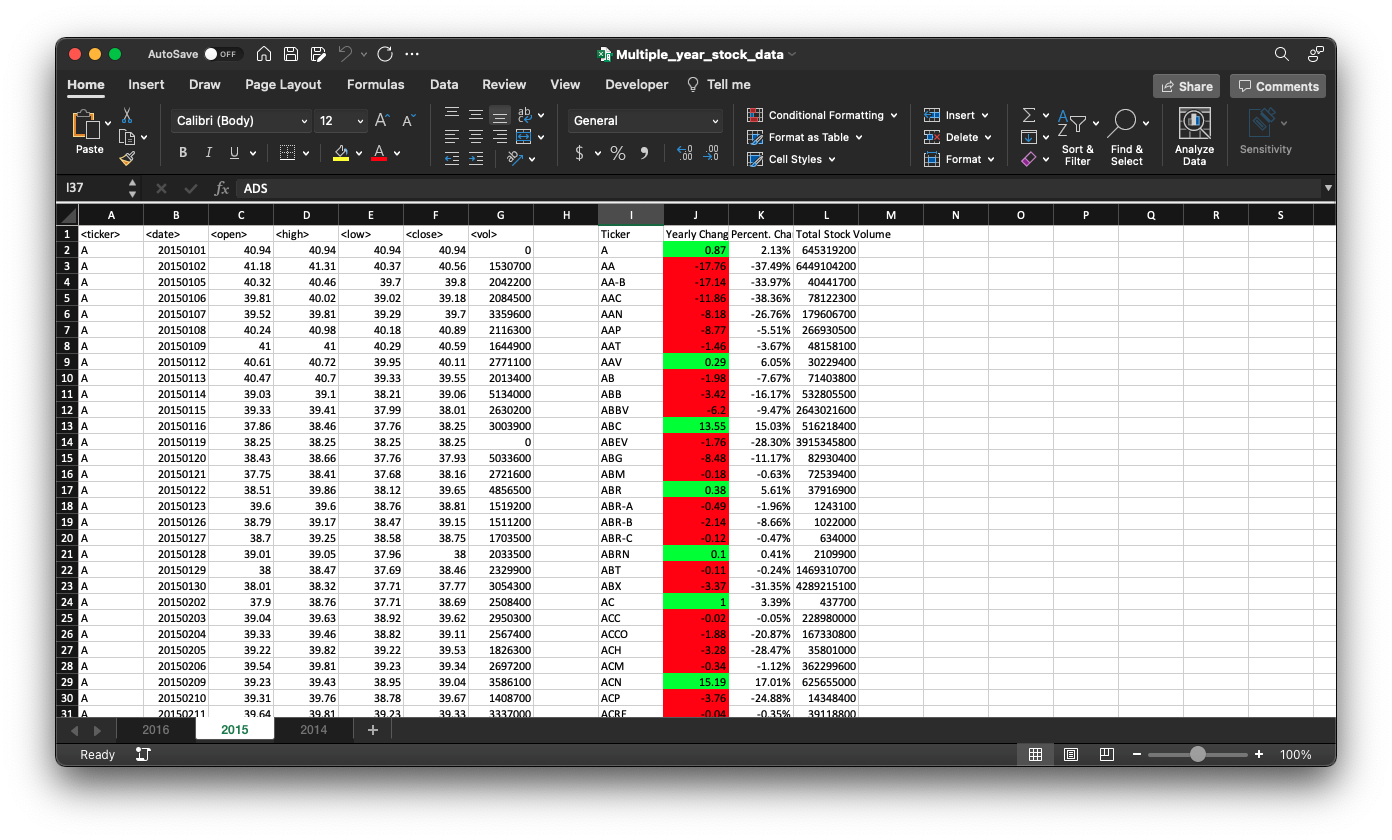 AutoSave OFF Multiple_year_stock_data
Home Insert Draw Page Layout Formulas Data Review View Developer Tell me Share Comments
Paste Calibri (Body) 12 A A ab General Conditional Formatting Insert Sort & Filter Find & Select Analyze Data Sensitivity
B I U A $ % Format as Table Delete
Cell Styles Format
I37 fx ADS
A B C D E F G H I J K L M N O P Q R S
1 <ticker> <date> <open> <high> <low> <close> <vol> Ticker Yearly Chang Percent. Cha Total Stock Volume
2 A 20150101 40.94 40.94 40.94 40.94 0 A 0.87 2.13% 645319200
3 A 20150102 41.18 41.31 40.37 40.56 1530700 AA -17.76 -37.49% 6449104200
4 A 20150105 40.32 40.46 39.7 39.8 2042200 AA-B -17.14 -33.97% 40441700
5 A 20150106 39.81 40.02 39.02 39.18 2084500 AAC -11.86 -38.36% 78122300
6 A 20150107 39.52 39.81 39.29 39.7 3359600 AAN -8.18 -26.76% 179606700
7 A 20150108 40.24 40.98 40.18 40.89 2116300 AAP -8.77 -5.51% 266930500
8 A 20150109 41 41 40.29 40.59 1644900 AAT -1.46 -3.67% 48158100
9 A 20150112 40.61 40.72 39.95 40.11 2771100 AAV 0.29 6.05% 30229400
10 A 20150113 40.47 40.7 39.33 39.55 2013400 AB -1.98 -7.67% 71403800
11 A 20150114 39.03 39.1 38.21 39.06 5134000 ABB -3.42 -16.17% 532805500
12 A 20150115 39.33 39.41 37.99 38.01 2630200 ABBV -6.2 -9.47% 2643021600
13 A 20150116 37.86 38.46 37.76 38.25 3003900 ABC 13.55 15.03% 516218400
14 A 20150119 38.25 38.25 38.25 38.25 0 ABEV -1.76 -28.30% 3915345800
15 A 20150120 38.43 38.66 37.76 37.93 5033600 ABG -8.48 -11.17% 82930400
16 A 20150121 37.75 38.41 37.68 38.16 2721600 ABM -0.18 -0.63% 72539400
17 A 20150122 38.51 39.86 38.12 39.65 4856500 ABR 0.38 5.61% 37916900
18 A 20150123 39.6 39.6 38.76 38.81 1519200 ABR-A -0.49 -1.96% 1243100
19 A 20150126 38.79 39.17 38.47 39.15 1511200 ABR-B -2.14 -8.66% 1022000
20 A 20150127 38.7 39.25 38.58 38.75 1703500 ABR-C -0.12 -0.47% 634000
21 A 20150128 39.01 39.05 37.96 38 2033500 ABRN 0.1 0.41% 2109900
22 A 20150129 38 38.47 37.69 38.46 2329900 ABT -0.11 -0.24% 1469310700
23 A 20150130 38.01 38.32 37.71 37.77 3054300 ABX -3.37 -31.35% 4289215100
24 A 20150202 37.9 38.76 37.71 38.69 2508400 AC 1 3.39% 437700
25 A 20150203 39.04 39.63 38.92 39.62 2950300 ACC -0.02 -0.05% 228980000
26 A 20150204 39.33 39.46 38.82 39.11 2567400 ACCO -1.88 -20.87% 167330800
27 A 20150205 39.22 39.82 39.22 39.53 1826300 ACH -3.28 -28.47% 35801000
28 A 20150206 39.54 39.81 39.23 39.34 2697200 ACM -0.34 -1.12% 362299600
29 A 20150209 39.23 39.43 38.95 39.04 3586100 ACN 15.19 17.01% 625655000
30 A 20150210 39.31 39.76 38.78 39.67 1408700 ACP -3.76 -24.88% 14348400
31 A 20150211 39.64 39.81 39.23 39.33 3337000 ACRE -0.04 -0.35% 39118800
2016 2015 2014 +
Ready 100%